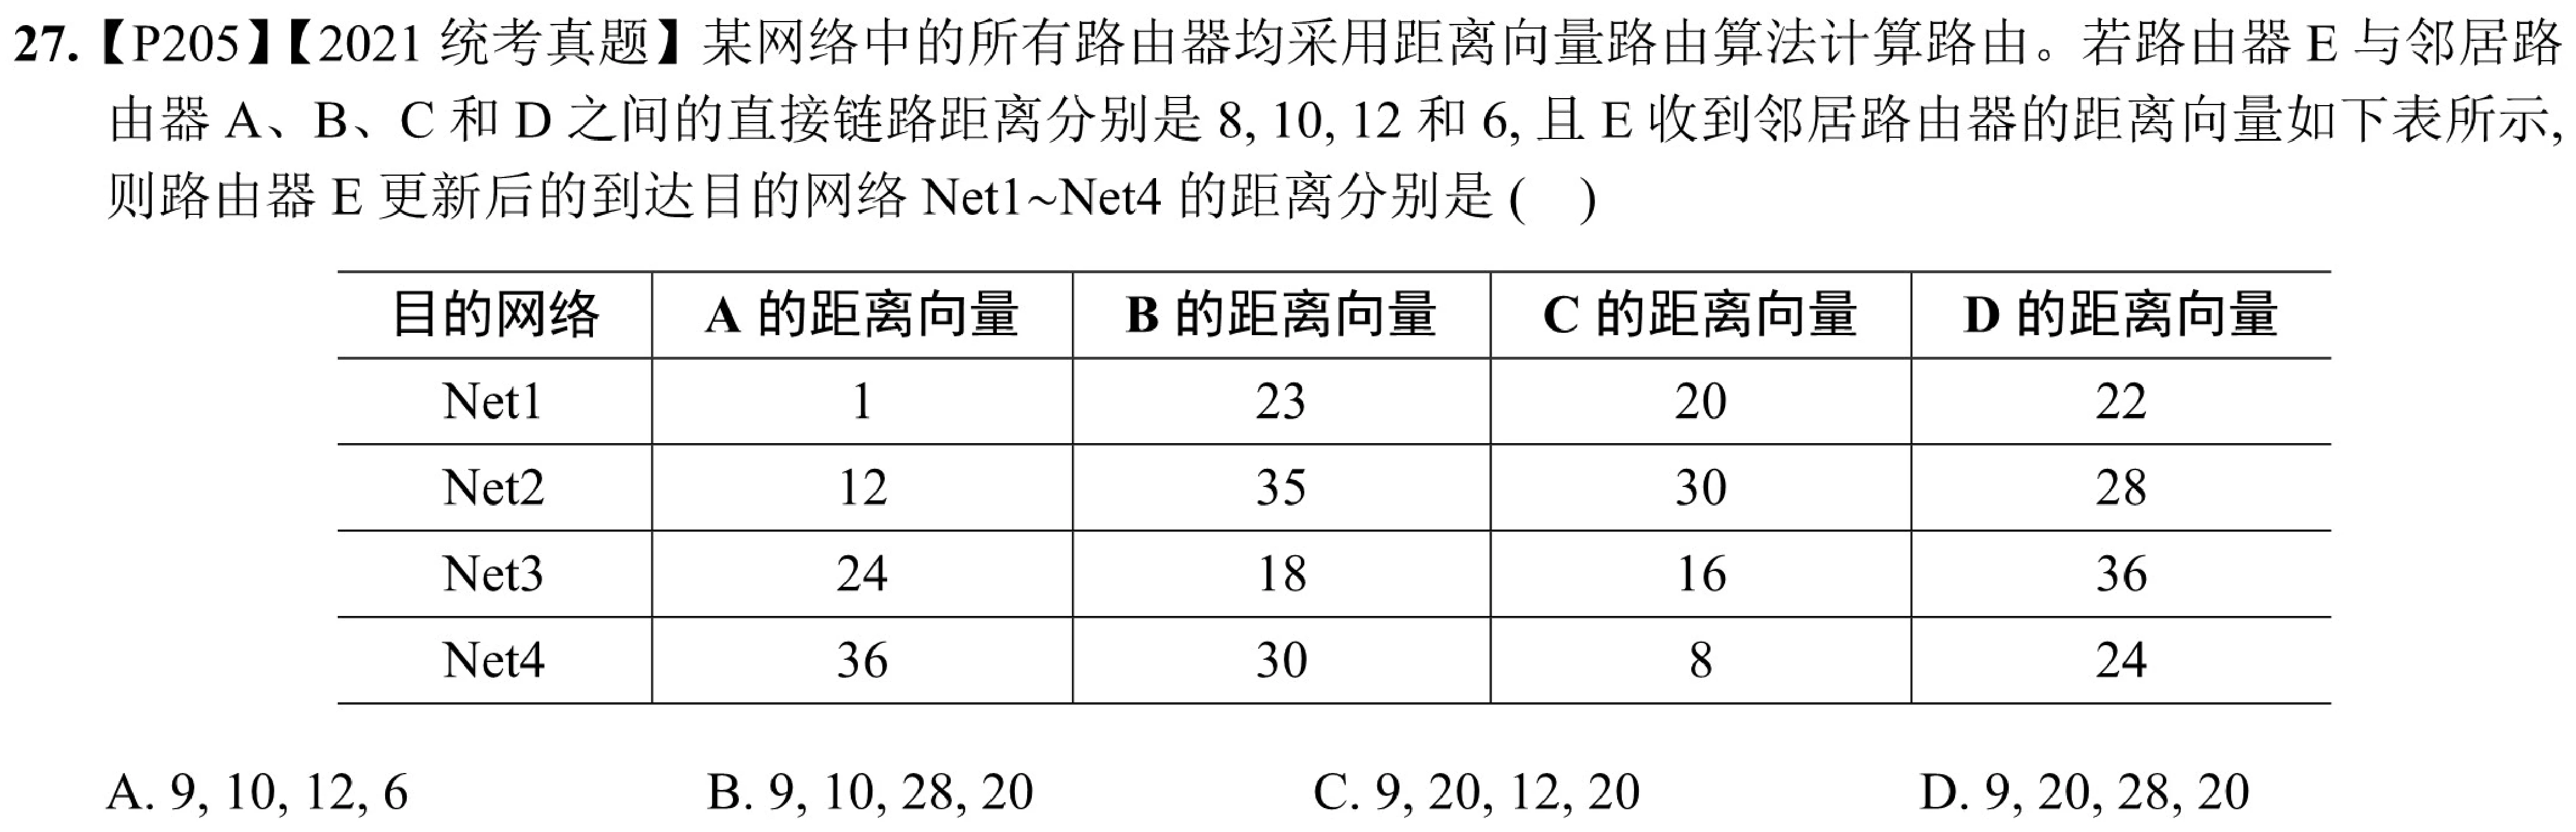 27.【P205】【2021 统考真题】某网络中的所有路由器均采用距离向量路由算法计算路由。若路由器 E 与邻居路
由器 A、B、C 和 D 之间的直接链路距离分别是 8, 10, 12 和 6, 且 E 收到邻居路由器的距离向量如下表所示,
则路由器 E 更新后的到达目的网络 Net1~Net4 的距离分别是 (    )
目的网络 A 的距离向量 B 的距离向量 C 的距离向量 D 的距离向量
Net1 1 23 20 22
Net2 12 35 30 28
Net3 24 18 16 36
Net4 36 30 8 24
A. 9, 10, 12, 6 B. 9, 10, 28, 20 C. 9, 20, 12, 20 D. 9, 20, 28, 20